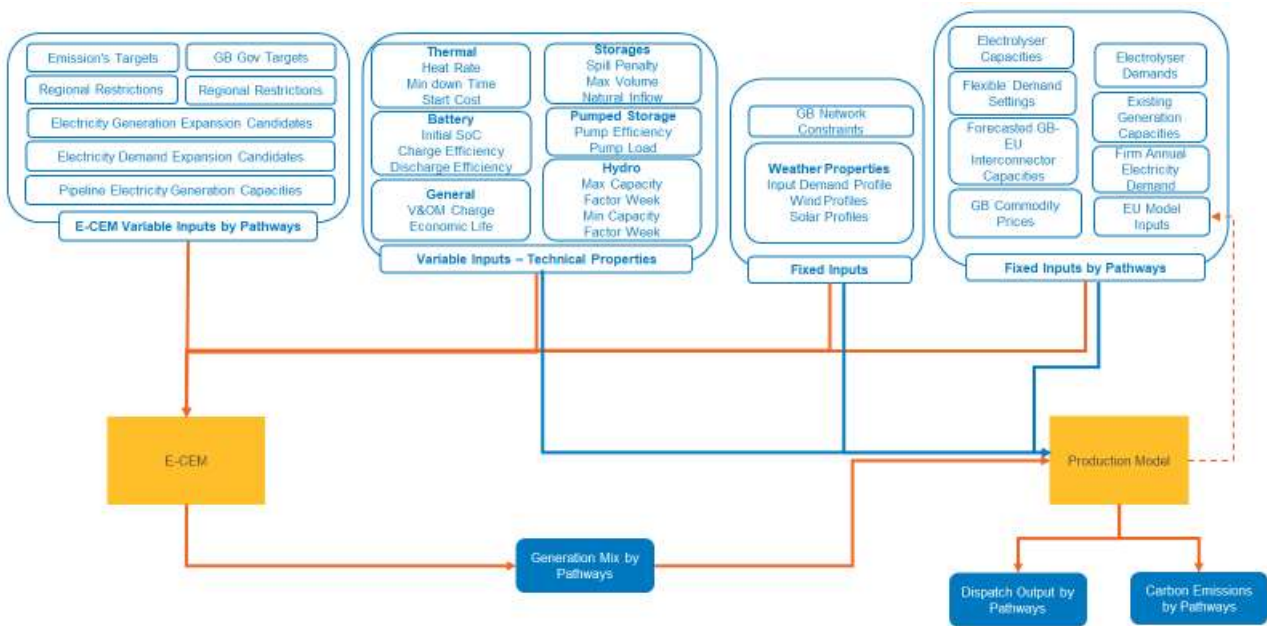 Emission's Targets
GB Gov Targets
Regional Restrictions
Regional Restrictions
Electricity Generation Expansion Candidates
Electricity Demand Expansion Candidates
Pipeline Electricity Generation Capacities
E-CEM Variable Inputs by Pathways
Thermal
Heat Rate
Min down Time
Start Cost
Battery
Initial SoC
Charge Efficiency
Discharge Efficiency
General
V&OM Charge
Economic Life
Storages
Spill Penalty
Max Volume
Natural Inflow
Pumped Storage
Pump Efficiency
Pump Load
Hydro
Max Capacity
Factor Week
Min Capacity
Factor Week
Variable Inputs – Technical Properties
GB Network
Constraints
Weather Properties
Input Demand Profile
Wind Profiles
Solar Profiles
Fixed Inputs
Electrolyser
Capacities
Flexible Demand
Settings
Forecasted GB-
EU
Interconnector
Capacities
GB Commodity
Prices
Electrolyser
Demands
Existing
Generation
Capacities
Firm Annual
Electricity
Demand
EU Model
Inputs
Fixed Inputs by Pathways
E-CEM
Production Model
Generation Mix by
Pathways
Dispatch Output by
Pathways
Carbon Emissions
by Pathways